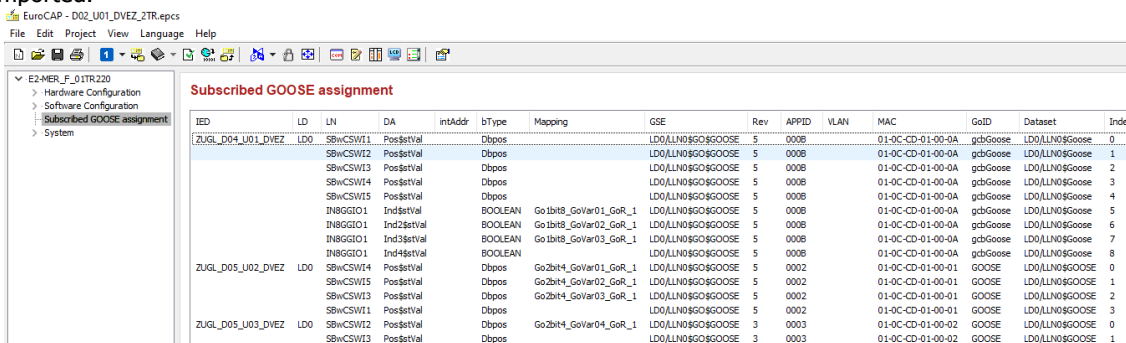 mported.
EuroCAP - D02_U01_DVEZ_2TR.epcs
File Edit Project View Language Help
E2-MER_F_01TR220
Hardware Configuration
Software Configuration
Subscribed GOOSE assignment
System
Subscribed GOOSE assignment
IED LD LN DA intAddr bType Mapping GSE Rev APPID VLAN MAC GoID Dataset Inde
ZUGL_D04_U01_DVEZ LD0 SBwCSWI1 Pos$stVal Dbpos LD0/LLN0$GO$GOOSE 5 000B 01-0C-CD-01-00-0A gcbGoose LD0/LLN0$Goose 0
SBwCSWI2 Pos$stVal Dbpos LD0/LLN0$GO$GOOSE 5 000B 01-0C-CD-01-00-0A gcbGoose LD0/LLN0$Goose 1
SBwCSWI3 Pos$stVal Dbpos LD0/LLN0$GO$GOOSE 5 000B 01-0C-CD-01-00-0A gcbGoose LD0/LLN0$Goose 2
SBwCSWI4 Pos$stVal Dbpos LD0/LLN0$GO$GOOSE 5 000B 01-0C-CD-01-00-0A gcbGoose LD0/LLN0$Goose 3
SBwCSWI5 Pos$stVal Dbpos LD0/LLN0$GO$GOOSE 5 000B 01-0C-CD-01-00-0A gcbGoose LD0/LLN0$Goose 4
IN8GGIO1 Ind$stVal BOOLEAN Go1bit8_GoVar01_GoR_1 LD0/LLN0$GO$GOOSE 5 000B 01-0C-CD-01-00-0A gcbGoose LD0/LLN0$Goose 5
IN8GGIO1 Ind2$stVal BOOLEAN Go1bit8_GoVar02_GoR_1 LD0/LLN0$GO$GOOSE 5 000B 01-0C-CD-01-00-0A gcbGoose LD0/LLN0$Goose 6
IN8GGIO1 Ind3$stVal BOOLEAN Go1bit8_GoVar03_GoR_1 LD0/LLN0$GO$GOOSE 5 000B 01-0C-CD-01-00-0A gcbGoose LD0/LLN0$Goose 7
IN8GGIO1 Ind4$stVal BOOLEAN LD0/LLN0$GO$GOOSE 5 000B 01-0C-CD-01-00-0A gcbGoose LD0/LLN0$Goose 8
ZUGL_D05_U02_DVEZ LD0 SBwCSWI4 Pos$stVal Dbpos Go2bit4_GoVar01_GoR_1 LD0/LLN0$GO$GOOSE 5 0002 01-0C-CD-01-00-01 GOOSE LD0/LLN0$GOOSE 0
SBwCSWI5 Pos$stVal Dbpos Go2bit4_GoVar02_GoR_1 LD0/LLN0$GO$GOOSE 5 0002 01-0C-CD-01-00-01 GOOSE LD0/LLN0$GOOSE 1
SBwCSWI3 Pos$stVal Dbpos Go2bit4_GoVar03_GoR_1 LD0/LLN0$GO$GOOSE 5 0002 01-0C-CD-01-00-01 GOOSE LD0/LLN0$GOOSE 2
SBwCSWI1 Pos$stVal Dbpos LD0/LLN0$GO$GOOSE 5 0002 01-0C-CD-01-00-01 GOOSE LD0/LLN0$GOOSE 3
ZUGL_D05_U03_DVEZ LD0 SBwCSWI2 Pos$stVal Dbpos Go2bit4_GoVar04_GoR_1 LD0/LLN0$GO$GOOSE 3 0003 01-0C-CD-01-00-02 GOOSE LD0/LLN0$GOOSE 0
SBwCSWI3 Pos$stVal Dbpos LD0/LLN0$GO$GOOSE 3 0003 01-0C-CD-01-00-02 GOOSE LD0/LLN0$GOOSE 1